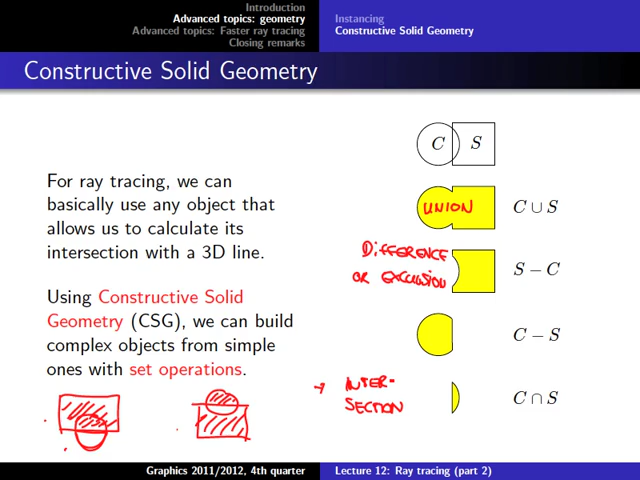 Introduction
Advanced topics: geometry
Advanced topics: Faster ray tracing
Closing remarks
Instancing
Constructive Solid Geometry
Constructive Solid Geometry
For ray tracing, we can
basically use any object that
allows us to calculate its
intersection with a 3D line.
Using Constructive Solid
Geometry (CSG), we can build
complex objects from simple
ones with set operations.
C S
UNION C ∪ S
DIFFERENCE
OR EXCLUSION S − C
C − S
INTER-
SECTION C ∩ S
Graphics 2011/2012, 4th quarter
Lecture 12: Ray tracing (part 2)